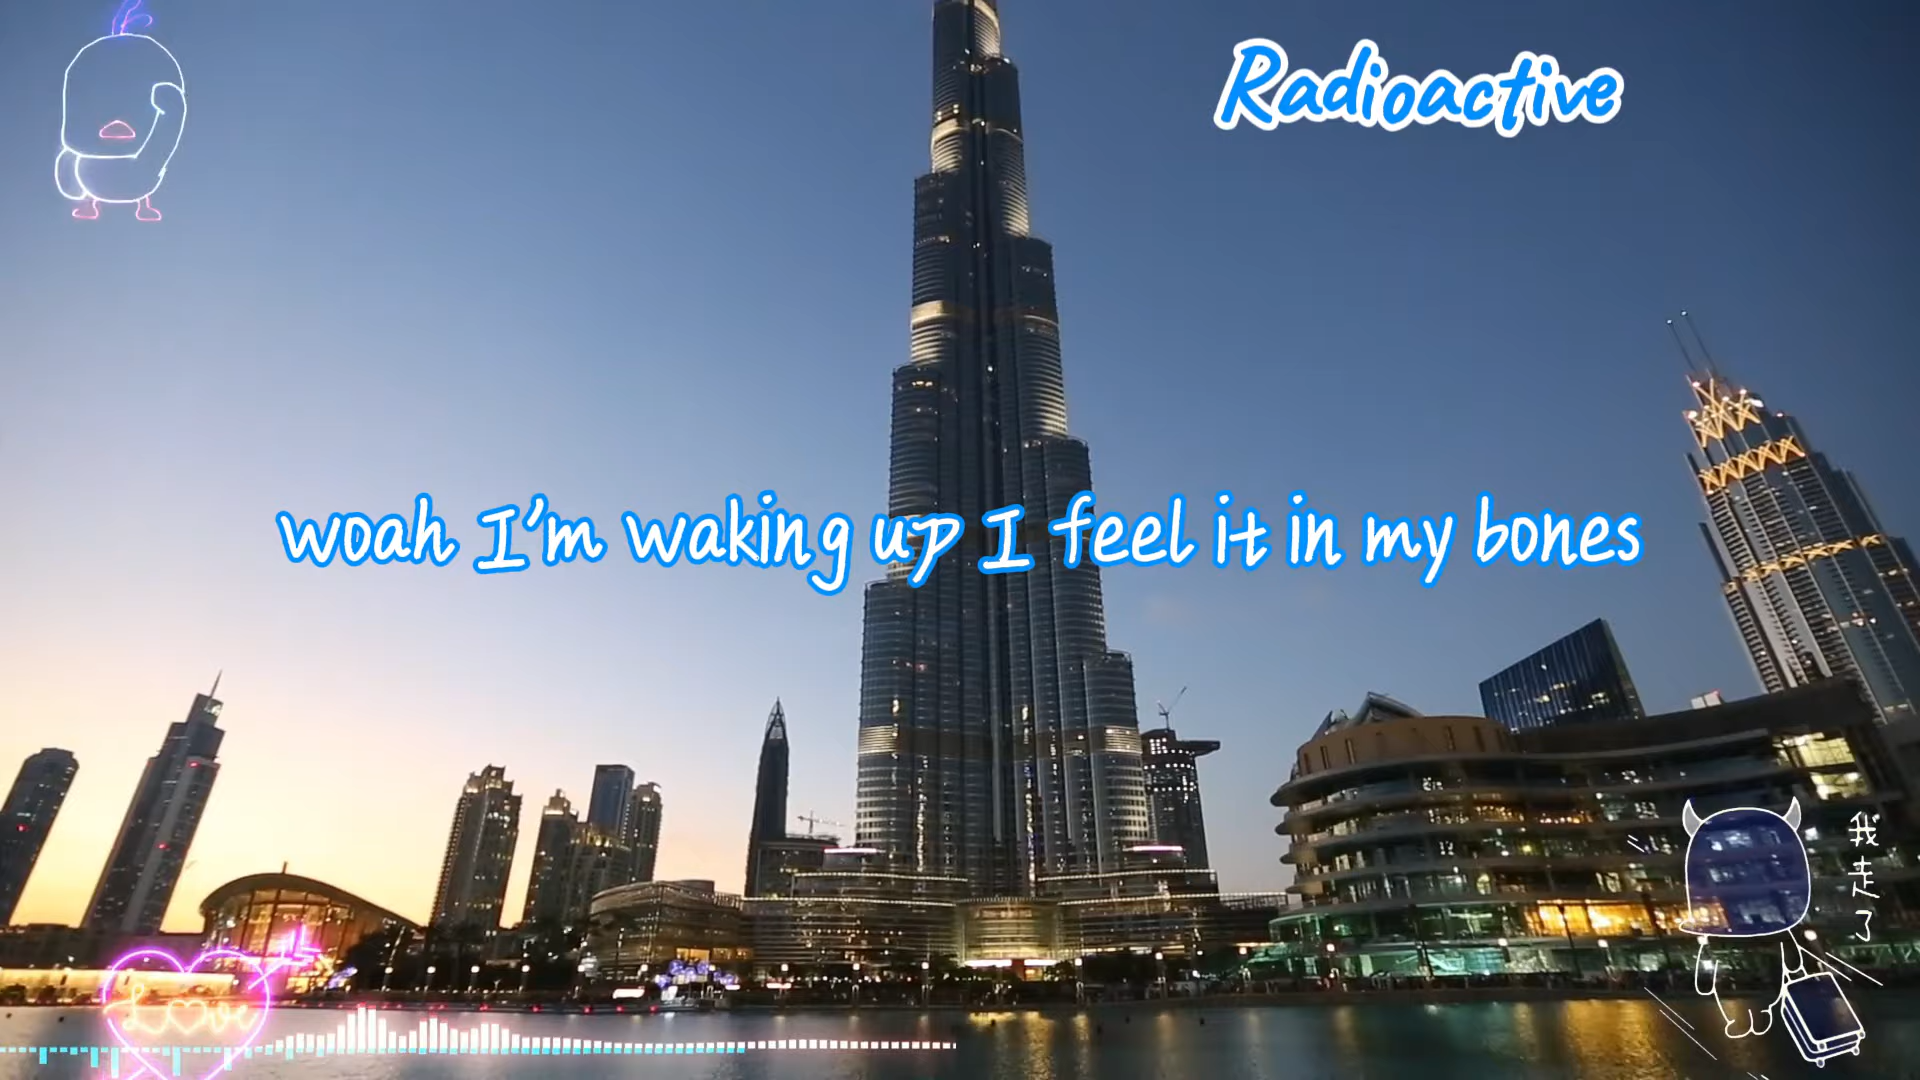 Radioactive
woah I'm waking up I feel it in my bones
我走了
Love